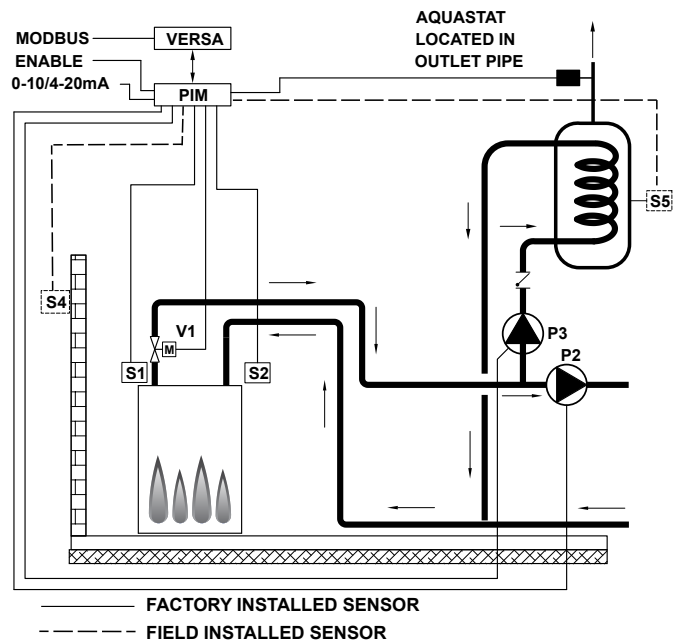 MODBUS
VERSA
ENABLE
0-10/4-20mA
PIM
AQUASTAT
LOCATED IN
OUTLET PIPE
S5
S4
V1
M
S1
S2
P3
P2
FACTORY INSTALLED SENSOR
FIELD INSTALLED SENSOR